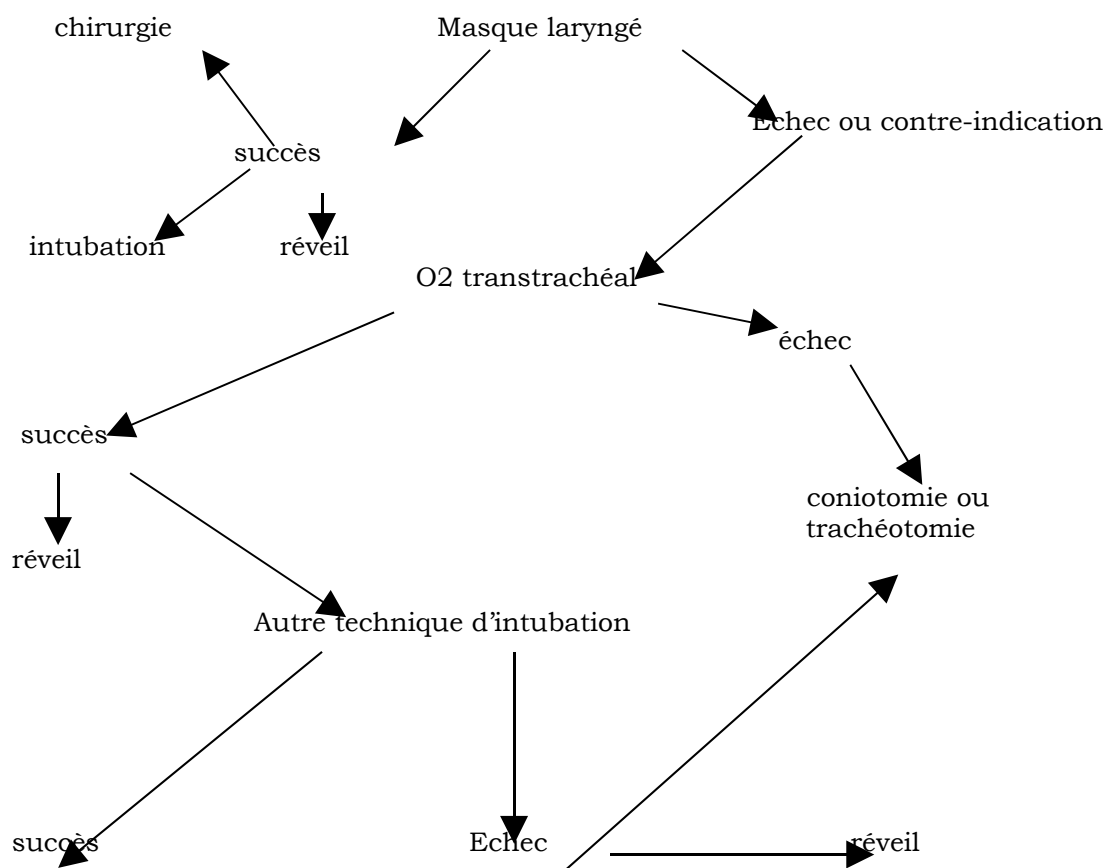 chirurgie
Masque laryngé
Echec ou contre-indication
succès
intubation
réveil
O2 transtrachéal
échec
succès
coniotomie ou
trachéotomie
réveil
Autre technique d’intubation
succès
Echec
réveil